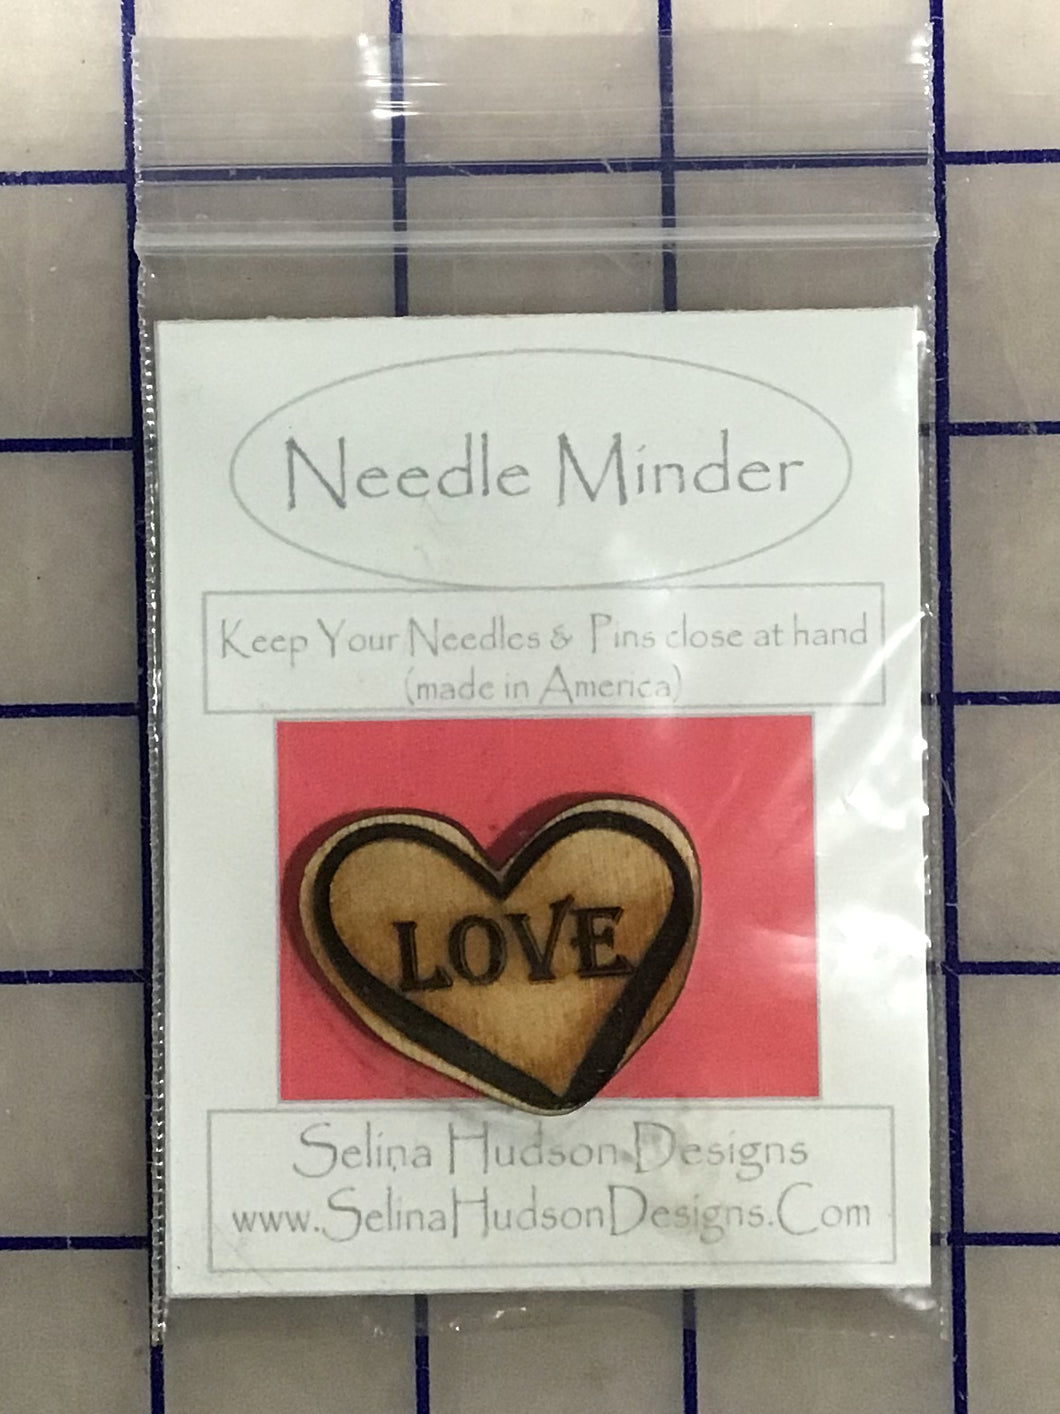 Needle Minder
Keep Your Needles & Pins close at hand
(made in America)
LOVE
Selina Hudson Designs
www.SelinaHudsonDesigns.Com